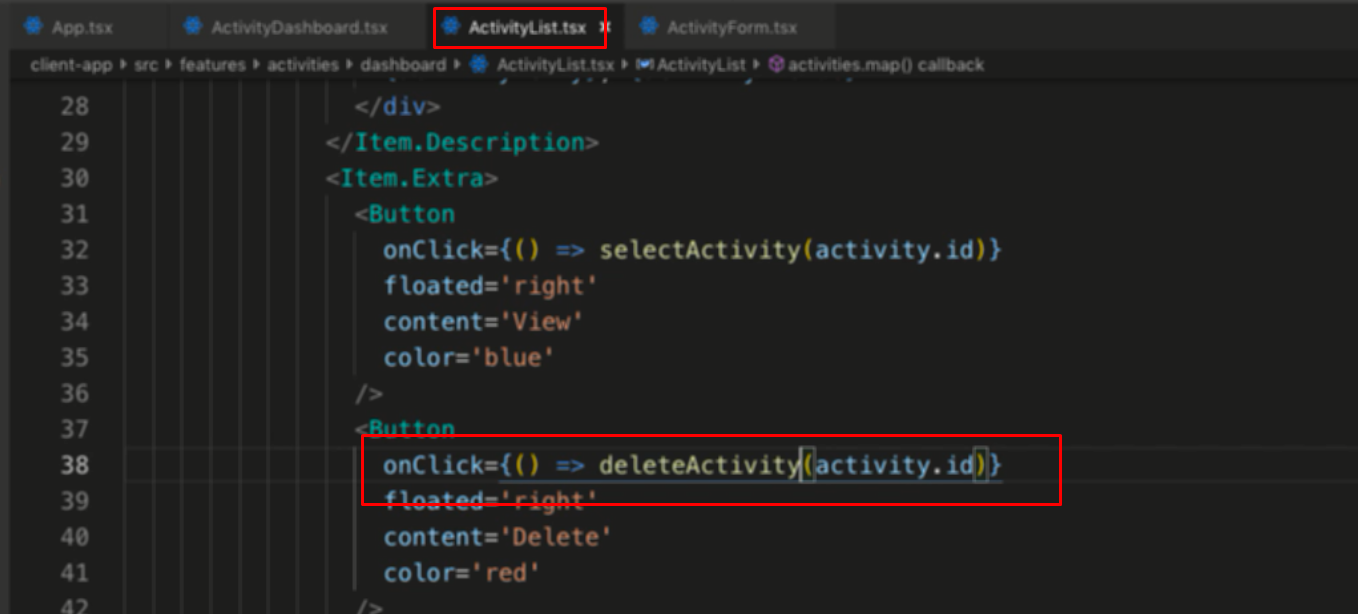 App.tsx ActivityDashboard.tsx ActivityList.tsx × ActivityForm.tsx
client-app › src › features › activities › dashboard › ActivityList.tsx › ActivityList › activities.map() callback
28 </div>
29 </Item.Description>
30 <Item.Extra>
31 <Button
32 onClick={() => selectActivity(activity.id)}
33 floated='right'
34 content='View'
35 color='blue'
36 />
37 <Button
38 onClick={() => deleteActivity(activity.id)}
39 floated='right'
40 content='Delete'
41 color='red'
42 />